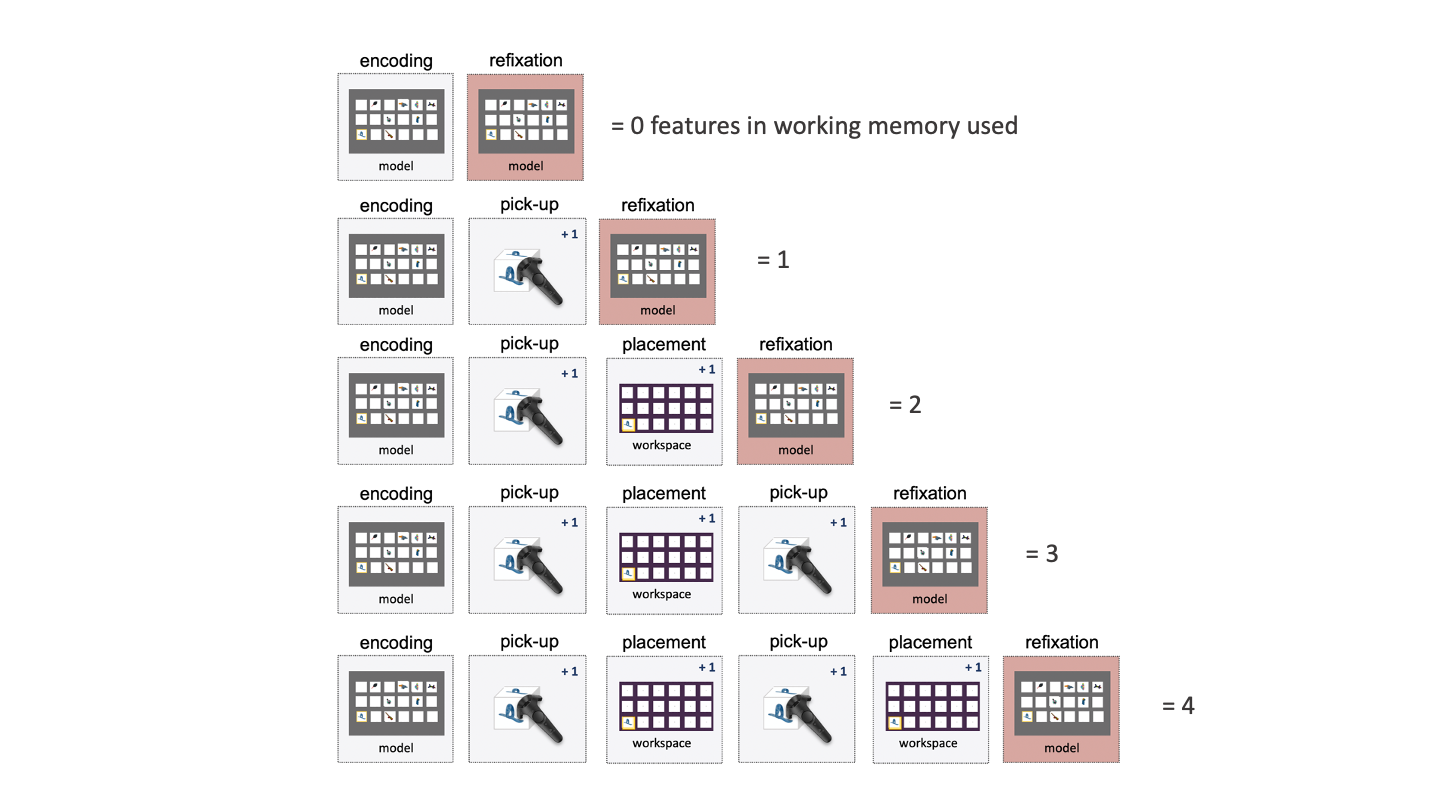 encoding refixation
model model
= 0 features in working memory used
encoding pick-up refixation
+ 1
model model
= 1
encoding pick-up placement refixation
+ 1 + 1
model workspace model
= 2
encoding pick-up placement pick-up refixation
+ 1 + 1 + 1
model workspace model
= 3
encoding pick-up placement pick-up placement refixation
+ 1 + 1 + 1 + 1
model workspace workspace model
= 4